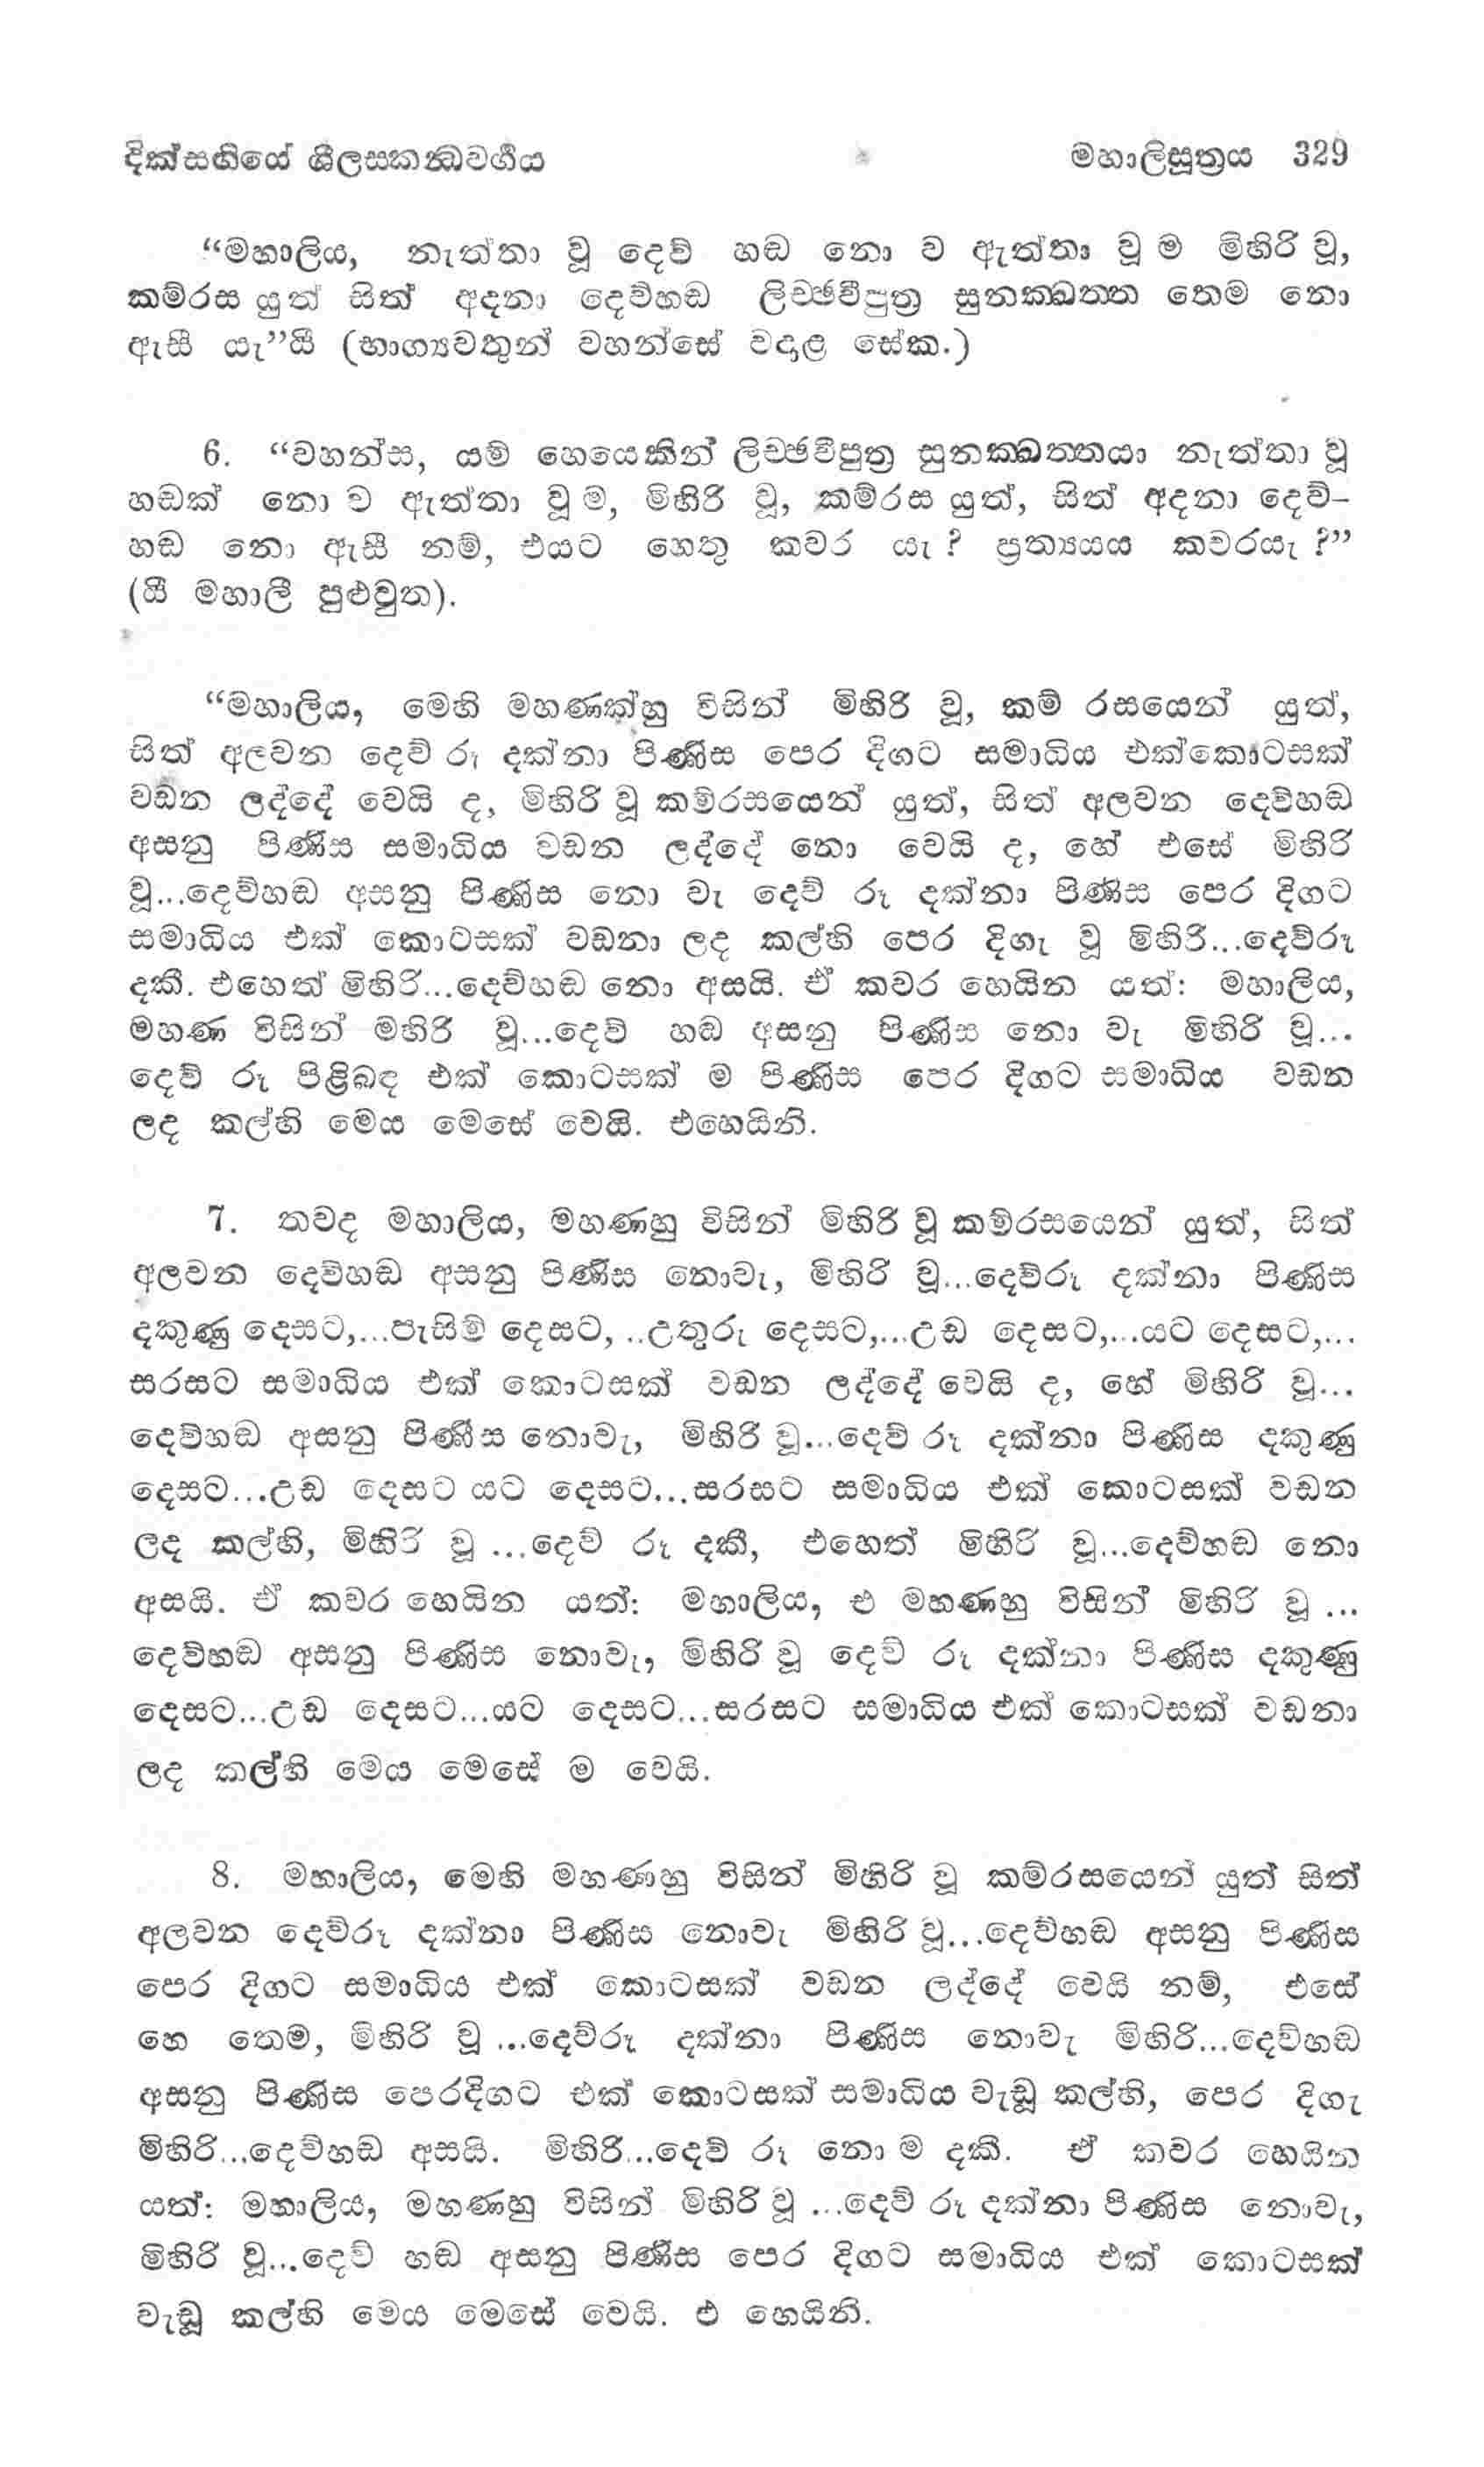 දික්සඟියේ ශීලසකන්‍ධවර්‍ගය	මහාලිසූත්‍රය 329
“මහාලිය, නැත්තා වූ දෙව් හඬ නො ව ඇත්තා වූ ම මිහිරි වූ,
කම්රස යුත් සිත් අදනා දෙව්හඬ ලිච්ඡවීපුත්‍ර සුනක්ඛත්ත තෙම නො
ඇසී යැ”යී (භාග්‍යවතුන් වහන්සේ වදාළ සේක.)
6. “වහන්ස, යම් හෙයෙකින් ලිච්ඡවිපුත්‍ර සුනක්ඛත්තයා නැත්තා වූ
හඬක් නො ව ඇත්තා වූ ම, මිහිරි වූ, කම්රස යුත්, සිත් අදනා දෙව්-
හඬ නො ඇසී නම්, එයට හෙතු කවර යැ ? ප්‍රත්‍යයය කවරයැ ?”
(යී මහාලී පුළුවුත).
“මහාලිය, මෙහි මහණක්හු විසින් මිහිරි වූ, කම් රසයෙන් යුත්,
සිත් අලවන දෙව් රූ දක්නා පිණිස පෙර දිගට සමාධිය එක්කොටසක්
වඩන ලද්දේ වෙයි ද, මිහිරි වූ කම්රසයෙන් යුත්, සිත් අලවන දෙව්හඬ
අසනු පිණිස සමාධිය වඩන ලද්දේ නො වෙයි ද, හේ එසේ මිහිරි
වූ...දෙව්හඬ අසනු පිණිස නො වැ දෙව් රූ දක්නා පිණිස පෙර දිගට
සමාධිය එක් කොටසක් වඩනා ලද කල්හි පෙර දිගැ වූ මිහිරි...දෙව්රූ
දකී. එහෙත් මිහිරි...දෙව්හඬ නො අසයි. ඒ කවර හෙයින යත්: මහාලිය,
මහණ විසින් මහිරි වූ...දෙව් හඬ අසනු පිණිස නො වැ මිහිරි වූ...
දෙව් රූ පිළිබඳ එක් කොටසක් ම පිණිස පෙර දිගට සමාධිය වඩන
ලද කල්හි මෙය මෙසේ වෙයි. එහෙයිනි.
7. තවද මහාලිය, මහණහු විසින් මිහිරි වූ කම්රසයෙන් යුත්, සිත්
අලවන දෙව්හඬ අසනු පිණිස නොවැ, මිහිරි වූ...දෙව්රූ දක්නා පිණිස
දකුණු දෙසට,...පැසිම් දෙසට, ..උතුරු දෙසට,...උඩ දෙසට,...යට දෙසට,...
සරසට සමාධිය එක් කොටසක් වඩන ලද්දේ වෙයි ද, හේ මිහිරි වූ...
දෙව්හඬ අසනු පිණිස නොවැ, මිහිරි වූ...දෙව් රූ දක්නා පිණිස දකුණු
දෙසට...උඩ දෙසට යට දෙසට...සරසට සමාධිය එක් කොටසක් වඩන
ලද කල්හි, මිහිරි වූ ...දෙව් රූ දකී, එහෙත් මිහිරි වූ...දෙව්හඬ නො
අසයි. ඒ කවර හෙයින යත්: මහාලිය, එ මහණහු විසින් මිහිරි වූ ...
දෙව්හඬ අසනු පිණිස නොවැ, මිහිරි වූ දෙව් රූ දක්නා පිණිස දකුණු
දෙසට...උඩ දෙසට...යට දෙසට...සරසට සමාධිය එක් කොටසක් වඩනා
ලද කල්හි මෙය මෙසේ ම වෙයි.
8. මහාලිය, මෙහි මහණහු විසින් මිහිරි වූ කම්රසයෙන් යුත් සිත්
අලවන දෙව්රූ දක්නා පිණිස නොවැ මිහිරි වූ...දෙව්හඬ අසනු පිණිස
පෙර දිගට සමාධිය එක් කොටසක් වඩන ලද්දේ වෙයි නම්, එසේ
හෙ තෙම, මිහිරි වූ ...දෙව්රූ දක්නා පිණිස නොවැ මිහිරි...දෙව්හඬ
අසනු පිණිස පෙරදිගට එක් කොටසක් සමාධිය වැඩූ කල්හි, පෙර දිගැ
මිහිරි...දෙව්හඬ අසයි. මිහිරි...දෙව් රූ නො ම දකී. ඒ කවර හෙයින
යත්: මහාලිය, මහණහු විසින් මිහිරි වූ ...දෙව් රූ දක්නා පිණිස නොවැ,
මිහිරි වූ...දෙව් හඬ අසනු පිණිස පෙර දිගට සමාධිය එක් කොටසක්
වැඩූ කල්හි මෙය මෙසේ වෙයි. එ හෙයිනි.